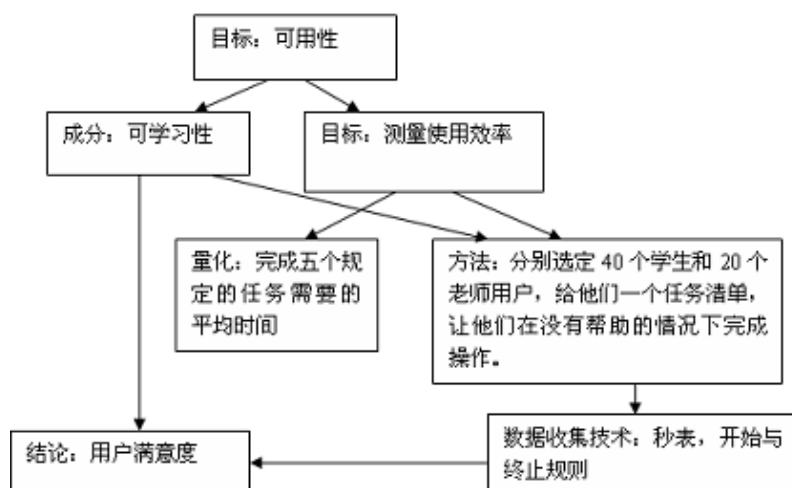 目标：可用性
成分：可学习性
目标：测量使用效率
量化：完成五个规
定的任务需要的
平均时间
方法：分别选定 40 个学生和 20 个
老师用户，给他们一个任务清单，
让他们在没有帮助的情况下完成
操作。
结论：用户满意度
数据收集技术：秒表，开始与
终止规则